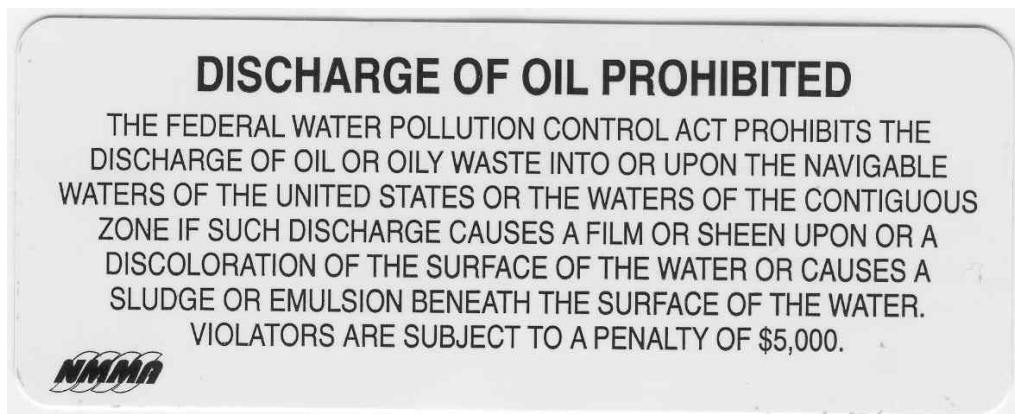 DISCHARGE OF OIL PROHIBITED
THE FEDERAL WATER POLLUTION CONTROL ACT PROHIBITS THE
DISCHARGE OF OIL OR OILY WASTE INTO OR UPON THE NAVIGABLE
WATERS OF THE UNITED STATES OR THE WATERS OF THE CONTIGUOUS
ZONE IF SUCH DISCHARGE CAUSES A FILM OR SHEEN UPON OR A
DISCOLORATION OF THE SURFACE OF THE WATER OR CAUSES A
SLUDGE OR EMULSION BENEATH THE SURFACE OF THE WATER.
VIOLATORS ARE SUBJECT TO A PENALTY OF $5,000.
NMMA